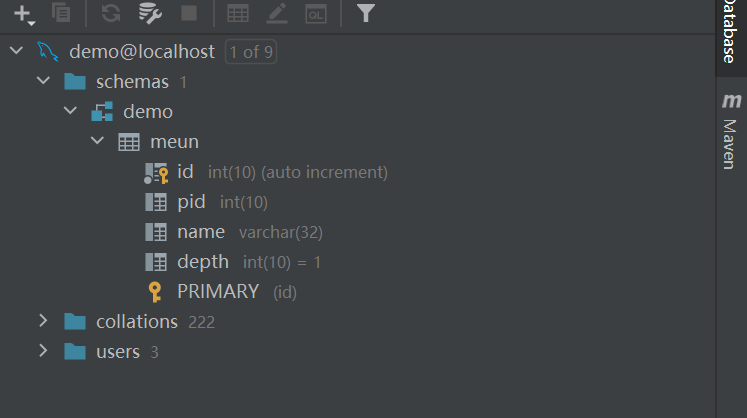 demo@localhost 1 of 9
schemas 1
demo
meun
id int(10) (auto increment)
pid int(10)
name varchar(32)
depth int(10) = 1
PRIMARY (id)
collations 222
users 3
QL
Database
m Maven